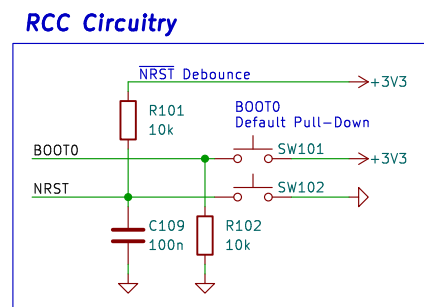 RCC Circuitry
NRST Debounce
+3V3
R101
10k
BOOT0
Default Pull-Down
BOOT0
SW101
+3V3
NRST
SW102
C109
100n
R102
10k